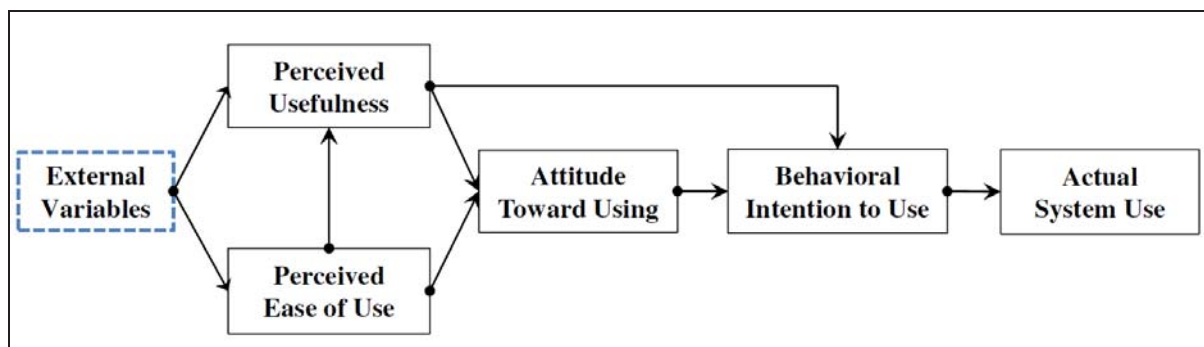 Perceived
Usefulness
External
Variables
Perceived
Ease of Use
Attitude
Toward Using
Behavioral
Intention to Use
Actual
System Use